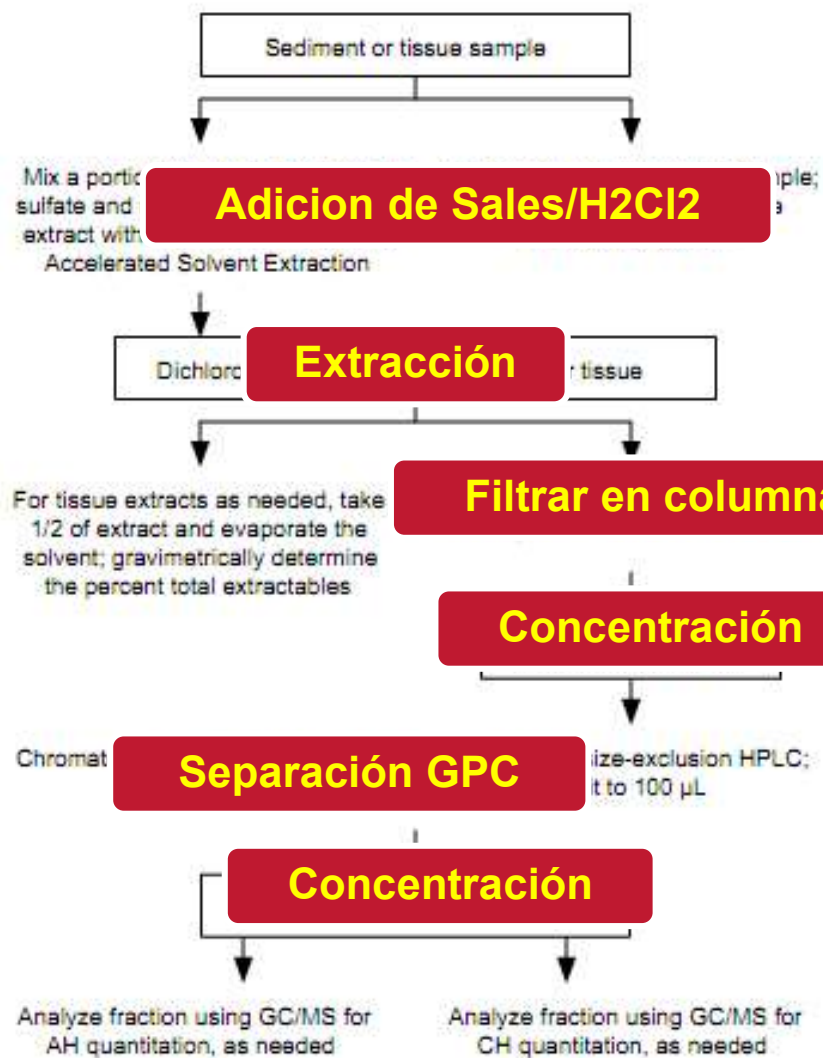 Sediment or tissue sample
Mix a portic
sulfate and
extract with
Accelerated Solvent Extraction
Adicion de Sales/H2Cl2
ple;
Dichlorc
Extracción
tissue
For tissue extracts as needed, take
1/2 of extract and evaporate the
solvent; gravimetrically determine
the percent total extractables
Filtrar en columna
Concentración
Chromat
Separación GPC
ize-exclusion HPLC;
it to 100 µL
Concentración
Analyze fraction using GC/MS for
AH quantitation, as needed
Analyze fraction using GC/MS for
CH quantitation, as needed